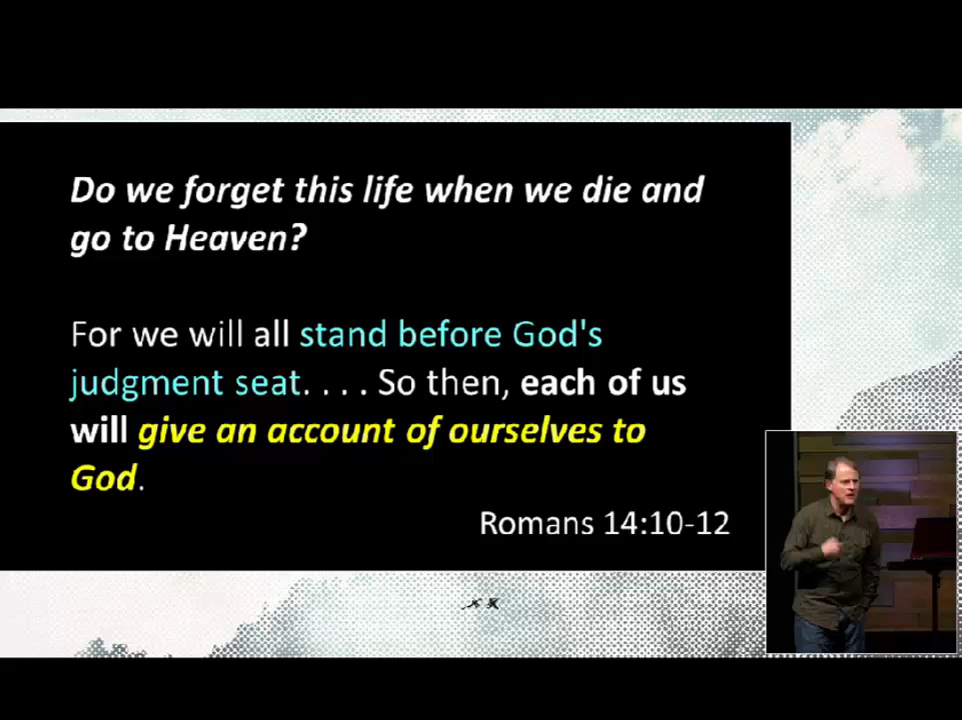 Do we forget this life when we die and
go to Heaven?
For we will all stand before God's
judgment seat. . . . So then, each of us
will give an account of ourselves to
God.
Romans 14:10-12